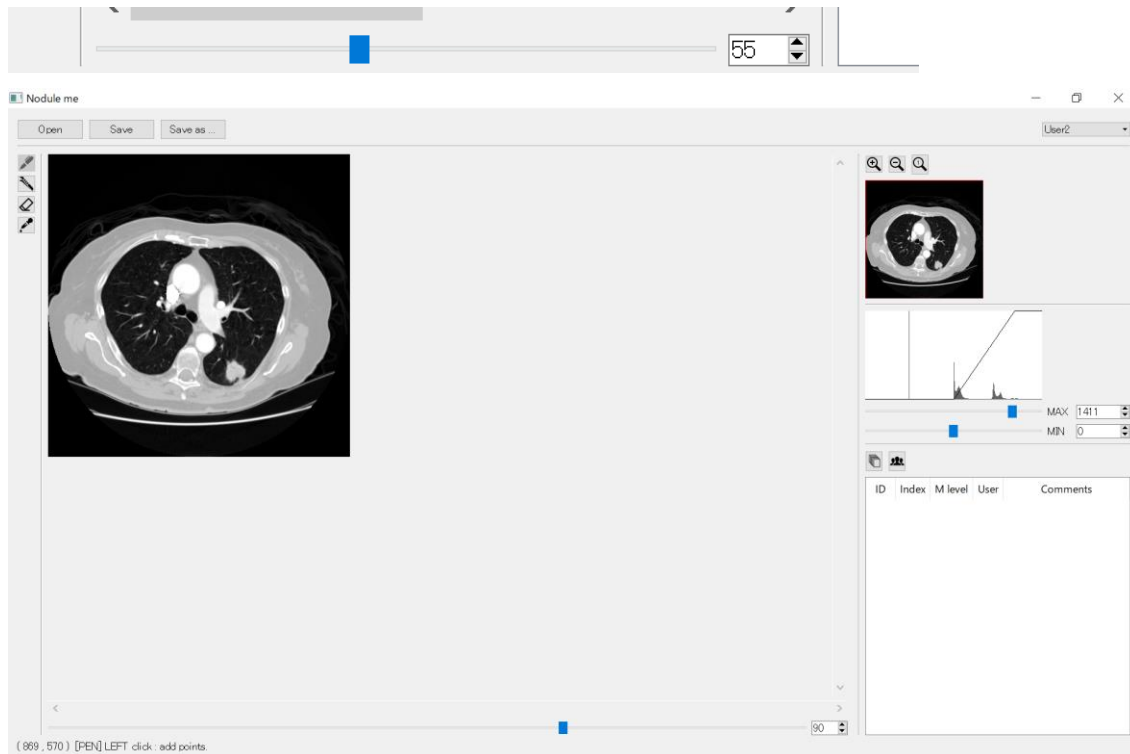 55
Nodule me
Open Save Save as ...
User2
MAX 1411
MIN 0
ID Index M level User Comments
90
( 869 , 570 ) [PEN] LEFT click : add points.